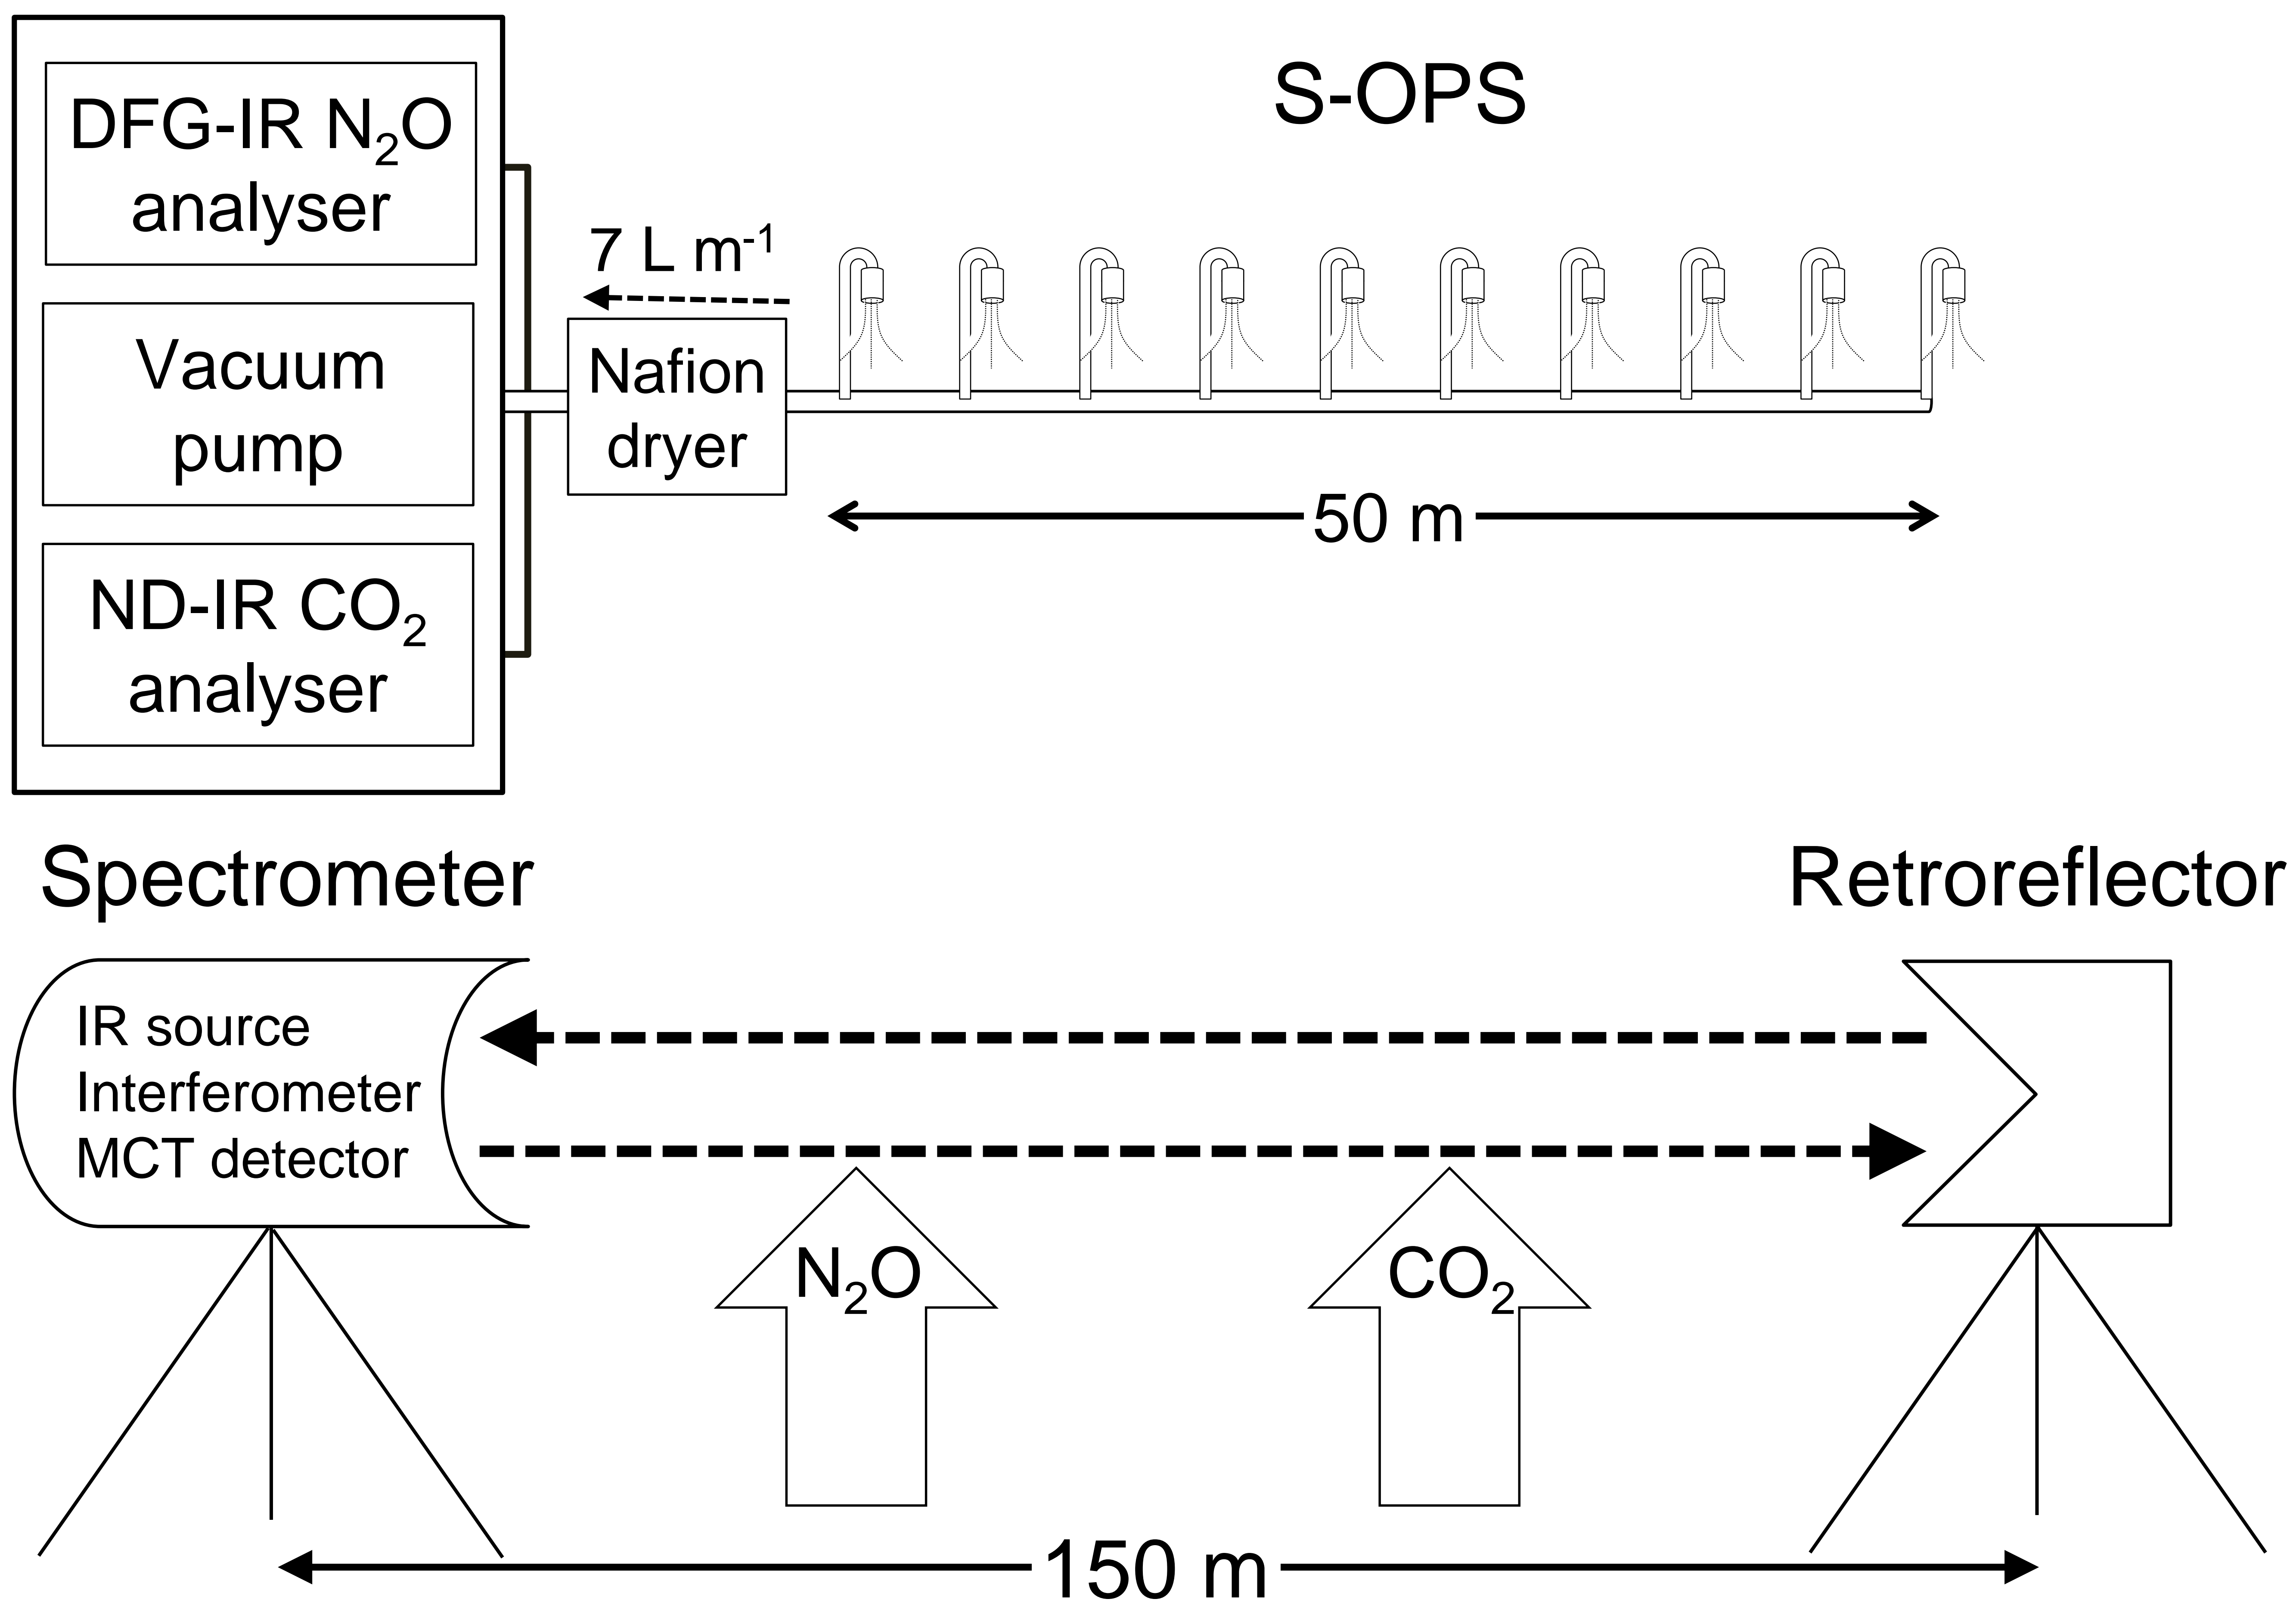 DFG-IR N₂O
analyser
Vacuum
pump
ND-IR CO₂
analyser
7 L m⁻¹
Nafion
dryer
S-OPS
50 m
Spectrometer
Retroreflector
IR source
Interferometer
MCT detector
N₂O
CO₂
150 m